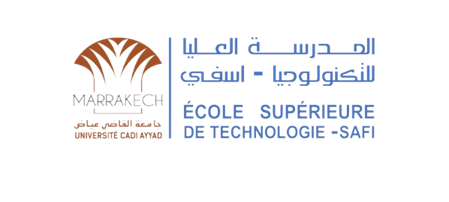 MARRAKECH
جامعة القاضي عياض
UNIVERSITÉ CADI AYYAD
المدرسة العليا
للتكنولوجيا - اسفي
ÉCOLE SUPÉRIEURE
DE TECHNOLOGIE -SAFI